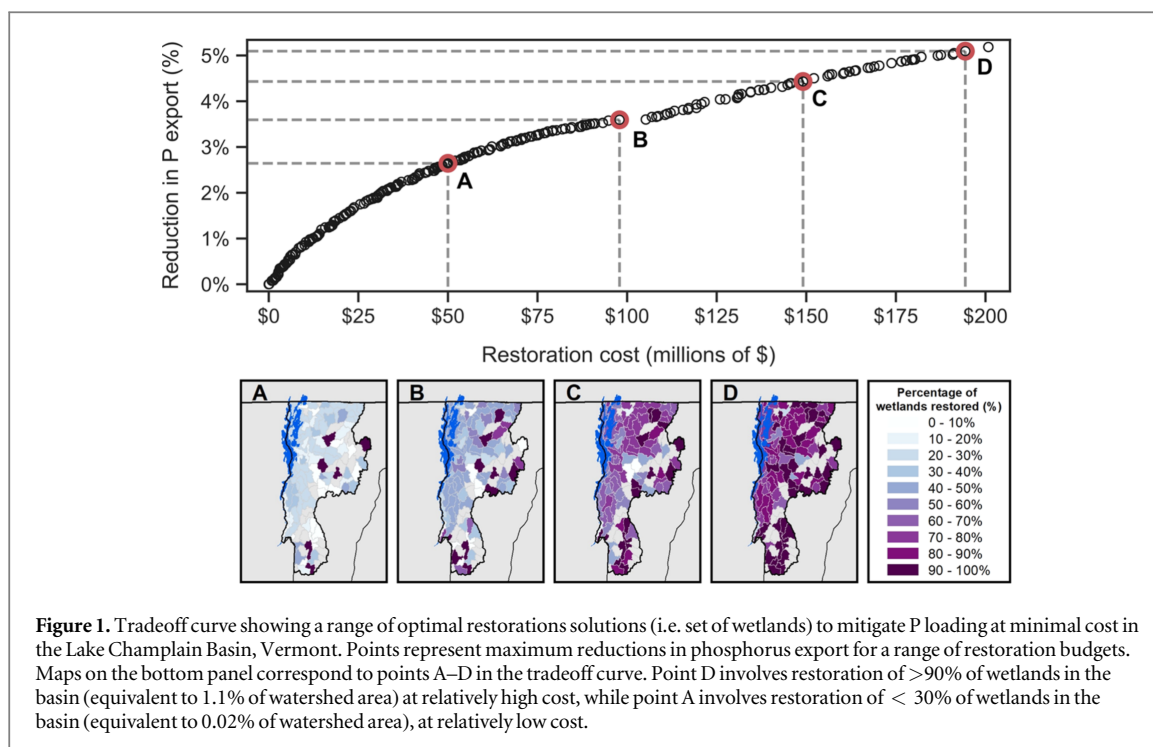 Reduction in P export (%)
5%
4%
3%
2%
1%
0%
A
B
C
D
$0 $25 $50 $75 $100 $125 $150 $175 $200
Restoration cost (millions of $)
A
B
C
D
Percentage of
wetlands restored (%)
0 - 10%
10 - 20%
20 - 30%
30 - 40%
40 - 50%
50 - 60%
60 - 70%
70 - 80%
80 - 90%
90 - 100%
Figure 1. Tradeoff curve showing a range of optimal restorations solutions (i.e. set of wetlands) to mitigate P loading at minimal cost in
the Lake Champlain Basin, Vermont. Points represent maximum reductions in phosphorus export for a range of restoration budgets.
Maps on the bottom panel correspond to points A–D in the tradeoff curve. Point D involves restoration of >90% of wetlands in the
basin (equivalent to 1.1% of watershed area) at relatively high cost, while point A involves restoration of < 30% of wetlands in the
basin (equivalent to 0.02% of watershed area), at relatively low cost.